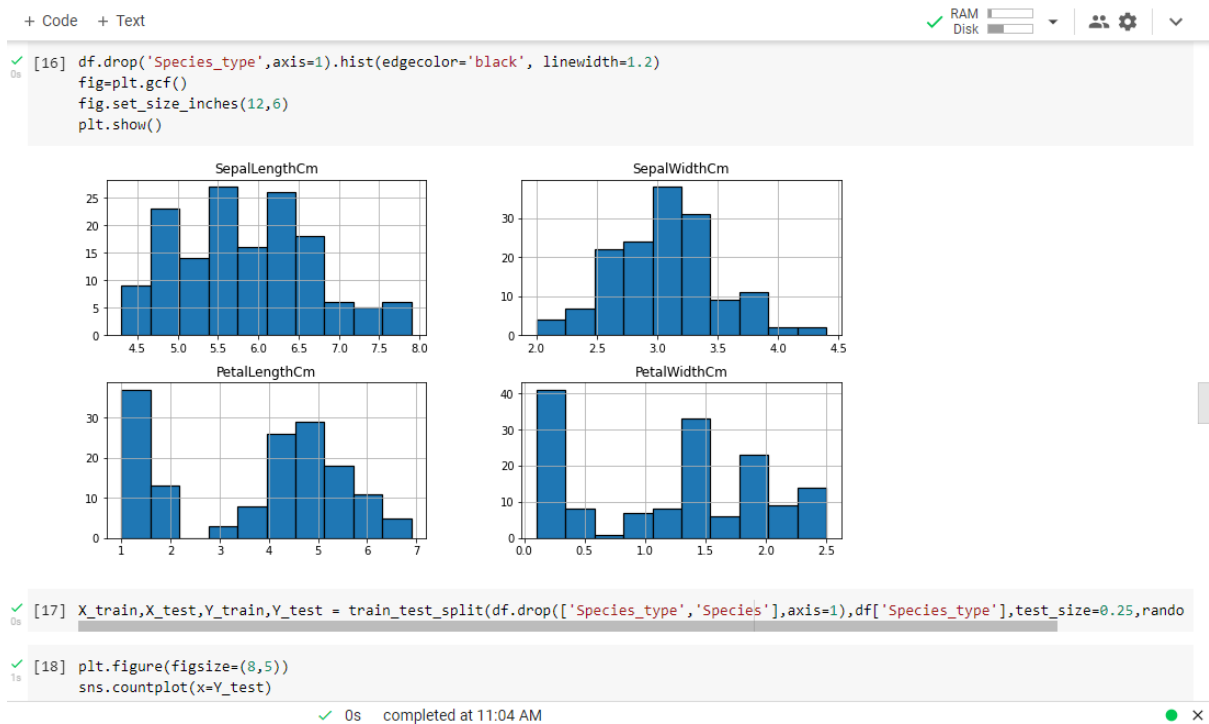 + Code + Text
RAM
Disk
[16] df.drop('Species_type',axis=1).hist(edgecolor='black', linewidth=1.2)
0s
fig=plt.gcf()
fig.set_size_inches(12,6)
plt.show()
SepalLengthCm
25
20
15
10
5
0
4.5 5.0 5.5 6.0 6.5 7.0 7.5 8.0
SepalWidthCm
30
20
10
0
2.0 2.5 3.0 3.5 4.0 4.5
PetalLengthCm
30
20
10
0
1 2 3 4 5 6 7
PetalWidthCm
40
30
20
10
0
0.0 0.5 1.0 1.5 2.0 2.5
[17] X_train,X_test,Y_train,Y_test = train_test_split(df.drop(['Species_type','Species'],axis=1),df['Species_type'],test_size=0.25,rando
0s
[18] plt.figure(figsize=(8,5))
1s
sns.countplot(x=Y_test)
0s completed at 11:04 AM